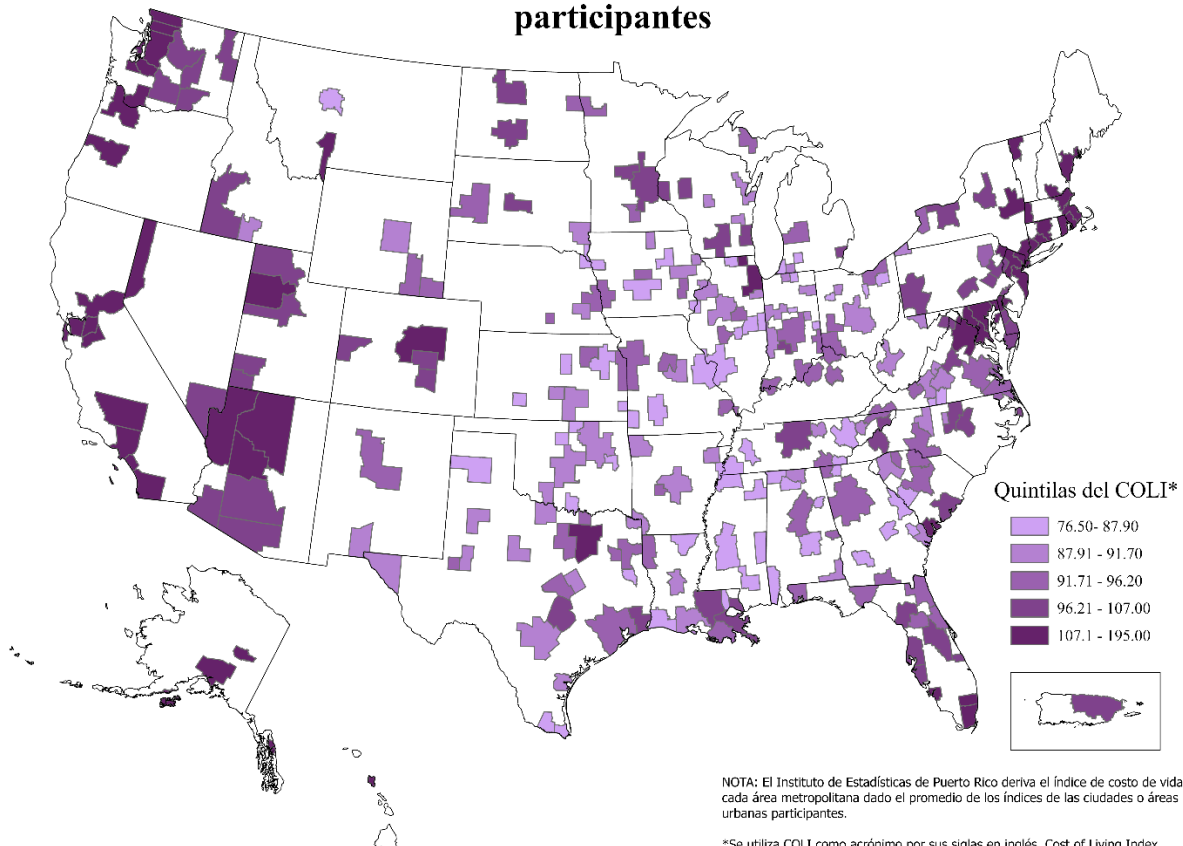 participantes
Quintilas del COLI*
76.50- 87.90
87.91 - 91.70
91.71 - 96.20
96.21 - 107.00
107.1 - 195.00
NOTA: El Instituto de Estadísticas de Puerto Rico deriva el índice de costo de vida
cada área metropolitana dado el promedio de los índices de las ciudades o áreas
urbanas participantes.
*Se utiliza COLI como acrónimo por sus siglas en inglés, Cost of Living Index